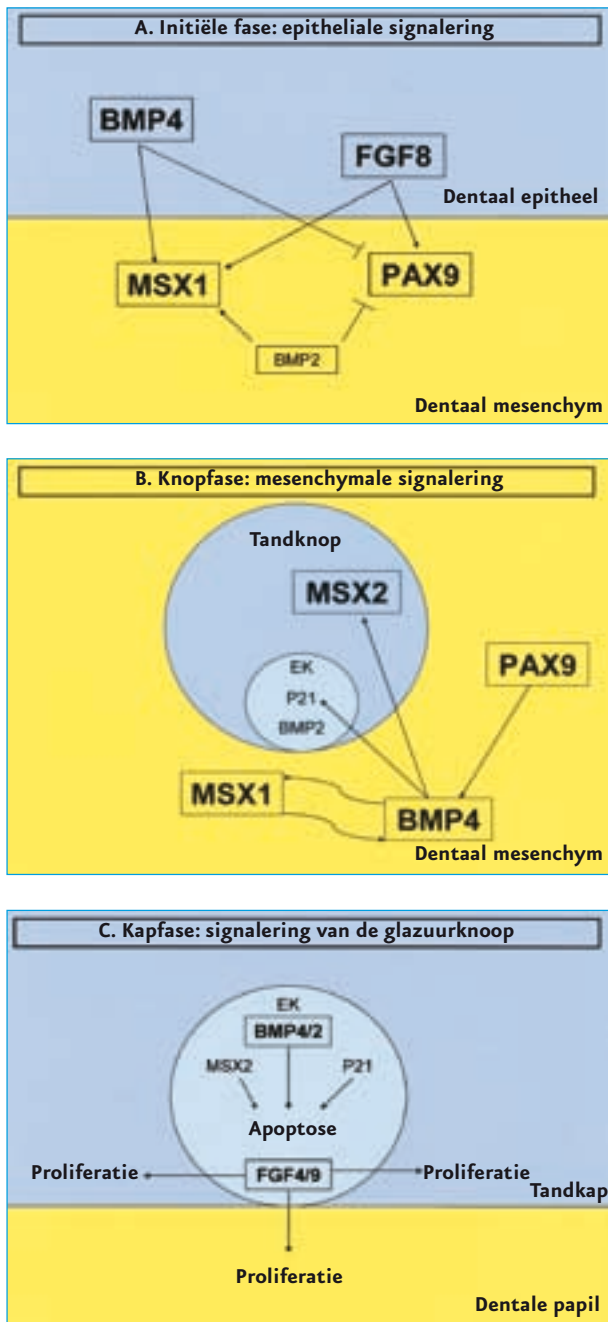 A. Initiële fase: epitheliale signalering
BMP4
FGF8
Dentaal epitheel
MSX1
PAX9
BMP2
Dentaal mesenchym
B. Knopfase: mesenchymale signalering
Tandknop
MSX2
EK
PAX9
P21
BMP2
MSX1
BMP4
Dentaal mesenchym
C. Kapfase: signalering van de glazuurknoop
EK
BMP4/2
MSX2
P21
Apoptose
Proliferatie
FGF4/9
Proliferatie
Tandkap
Proliferatie
Dentale papil